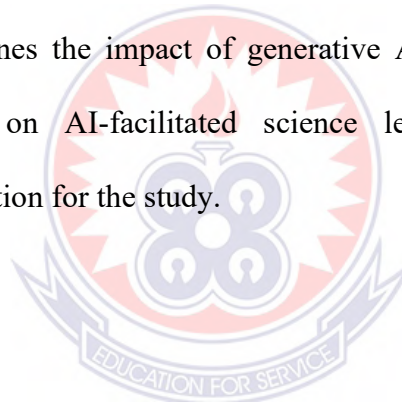 nes the impact of generative A
on AI-facilitated science le
tion for the study.
EDUCATION FOR SERVICE